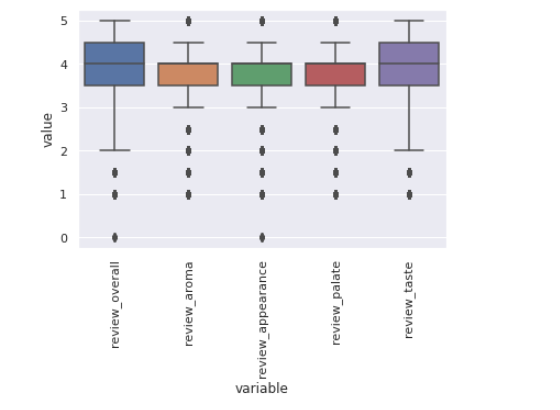 5
4
3
2
1
0
value
review_overall
review_aroma
review_appearance
review_palate
review_taste
variable